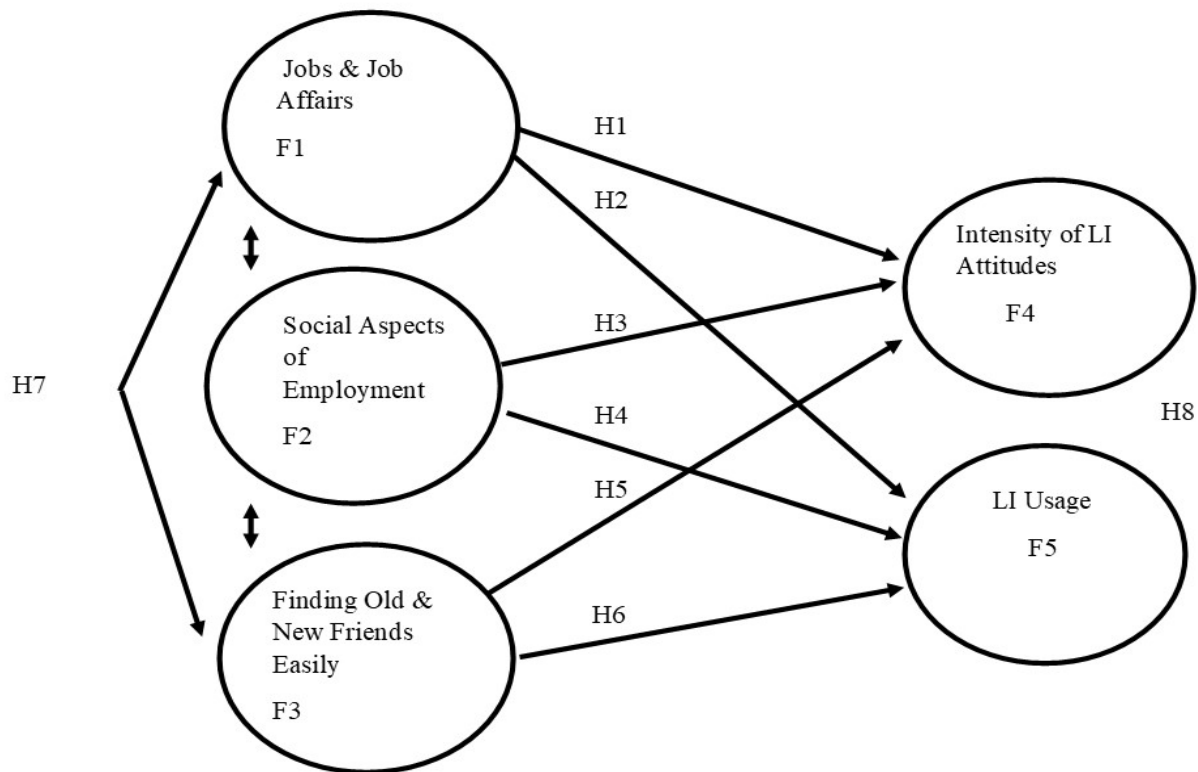 Jobs & Job
Affairs
F1
H1
H2
Intensity of LI
Attitudes
F4
Social Aspects
of
Employment
F2
H3
H7
H4
H8
H5
LI Usage
F5
Finding Old &
New Friends
Easily
F3
H6